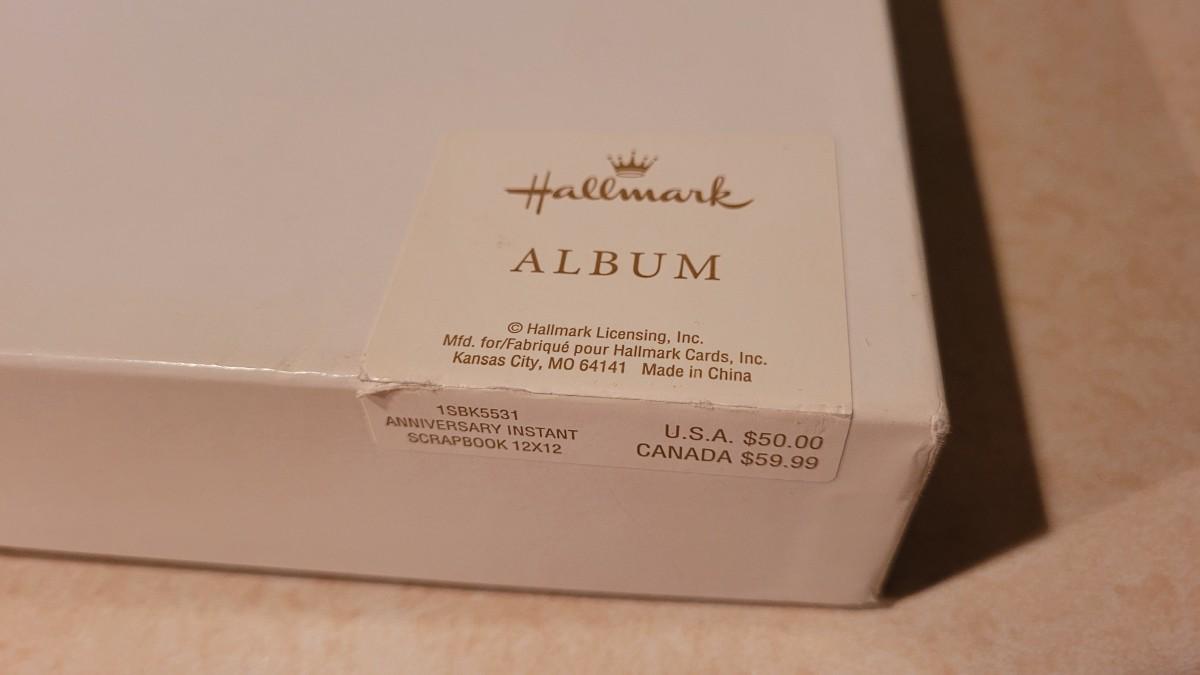 Hallmark
ALBUM
© Hallmark Licensing, Inc.
Mfd. for/Fabriqué pour Hallmark Cards, Inc.
Kansas City, MO 64141 Made in China
1SBK5531
ANNIVERSARY INSTANT
SCRAPBOOK 12X12
U.S.A. $50.00
CANADA $59.99